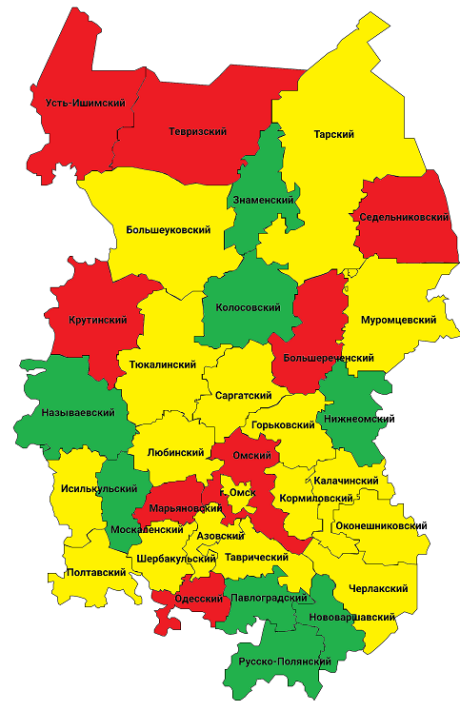 Усть-Ишимский
Тевризский
Тарский
Знаменский
Седельниковский
Большеуковский
Колосовский
Крутинский
Муромцевский
Большереченский
Тюкалинский
Саргатский
Называевский
Нижнеомский
Горьковский
Любинский
Омский
Исилькульский
Калачинский
г. Омск
Кормиловский
Марьяновский
Оконешниковский
Москаленский
Азовский
Шербакульский
Таврический
Полтавский
Черлакский
Одесский
Павлоградский
Нововаршавский
Русско-Полянский